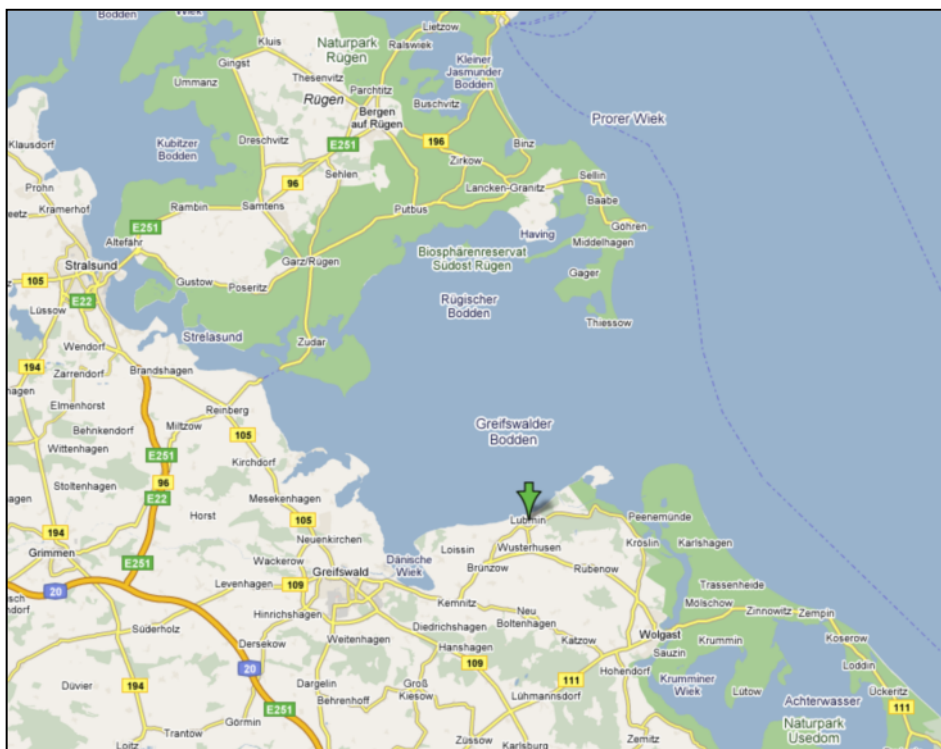 Bodden
Wiek
Kluis
Naturpark
Rügen
Lietzow
Ralswiek
Gingst
Thesenvitz
Kleiner
Jasmunder
Bodden
Ummanz
Parchtitz
Rügen
Buschvitz
Bergen
auf Rügen
Prorer Wiek
Klausdorf
Kubitzer
Bodden
Dreschvitz
E251
196
Binz
Zirkow
Sehlen
96
Prohn
Lancken-Granitz
Sellin
Kramerhof
Rambin
Samtens
Putbus
Baabe
E251
Göhren
Having
Altefähr
Middelhagen
Biosphärenreservat
Südost Rügen
Stralsund
Garz/Rügen
Gager
105
Gustow
Poseritz
E22
Rügischer
Bodden
Lüssow
Thiessow
Strelasund
Zudar
Wendorf
194
Zarrendorf
Brandshagen
Elmenhorst
Reinberg
Behnkendorf
Miltzow
105
Greifswalder
Bodden
Wittenhagen
E251
Kirchdorf
96
Stoltenhagen
E22
Mesekenhagen
Horst
105
Lubmin
Peenemünde
194
Neuenkirchen
Kröslin
Karlshagen
Grimmen
E251
Wackerow
Loissin
Wusterhusen
Dänische
Wiek
Brünzow
Rubenow
20
Levenhagen
109
Greifswald
Trassenheide
Kemnitz
Mölschow
Zinnowitz
Zempin
Hinrichshagen
Neu
Boltenhagen
Diedrichshagen
Süderholz
Weitenhagen
Katzow
Wolgast
Krummin
Koserow
Dersekow
Hanshagen
Sauzin
Loddin
20
109
Hohendorf
Düvier
194
Dargelin
Groß
Kiesow
111
Krumminer
Wiek
Lütow
Ückeritz
Behrenhoff
Lühmannsdorf
Achterwasser
111
E251
Görmin
Trantow
Naturpark
Usedom
Loitz
Züssow
Karlsburg
Zemitz